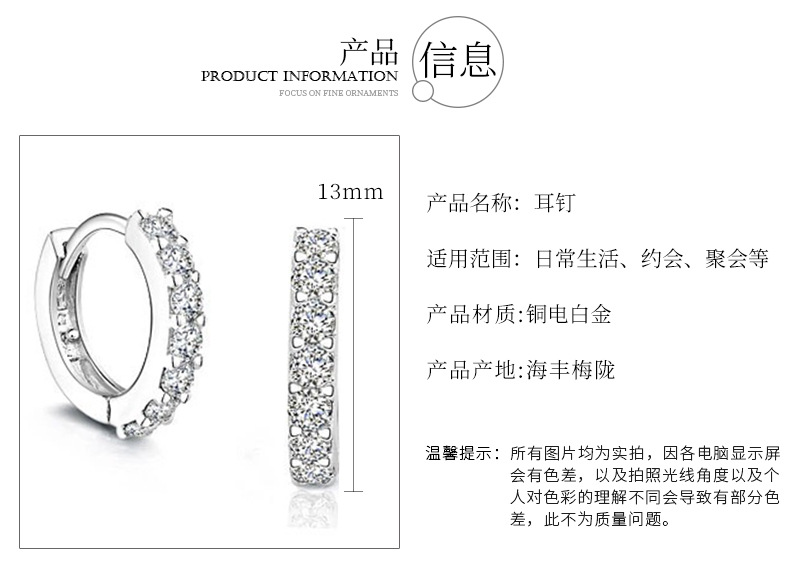 产品
信息
PRODUCT INFORMATION
FOCUS ON FINE ORNAMENTS
13mm
产品名称：耳钉
适用范围：日常生活、约会、聚会等
产品材质:铜电白金
产品产地:海丰梅陇
温馨提示：所有图片均为实拍，因各电脑显示屏
会有色差，以及拍照光线角度以及个
人对色彩的理解不同会导致有部分色
差，此不为质量问题。